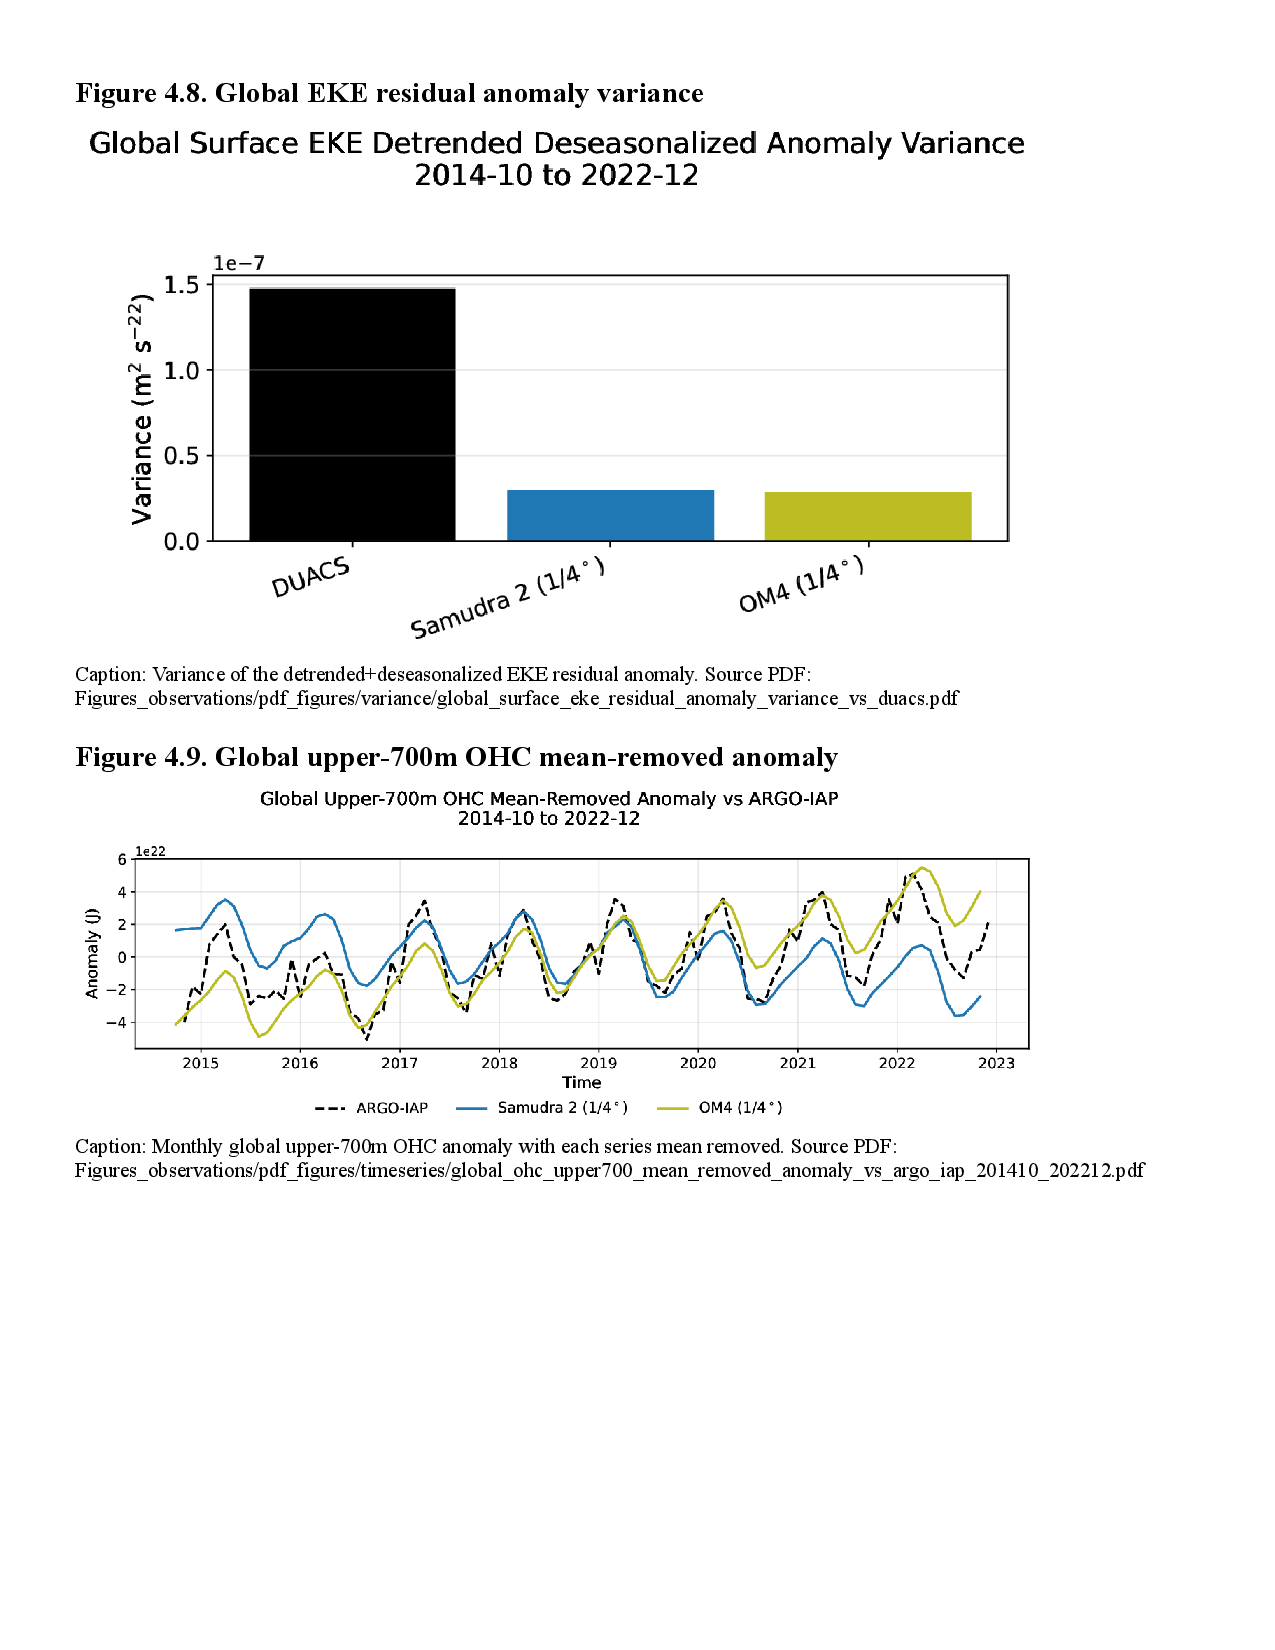 Figure 4.8. Global EKE residual anomaly variance
Global Surface EKE Detrended Deseasonalized Anomaly Variance
2014-10 to 2022-12
1e−7
1.5
1.0
0.5
0.0
Variance (m² s⁻²²)
DUACS
Samudra 2 (1/4°)
OM4 (1/4°)
Caption: Variance of the detrended+deseasonalized EKE residual anomaly. Source PDF:
Figures_observations/pdf_figures/variance/global_surface_eke_residual_anomaly_variance_vs_duacs.pdf
Figure 4.9. Global upper-700m OHC mean-removed anomaly
Global Upper-700m OHC Mean-Removed Anomaly vs ARGO-IAP
2014-10 to 2022-12
1e22
6
4
2
0
−2
−4
Anomaly (J)
2015 2016 2017 2018 2019 2020 2021 2022 2023
Time
ARGO-IAP Samudra 2 (1/4°) OM4 (1/4°)
Caption: Monthly global upper-700m OHC anomaly with each series mean removed. Source PDF:
Figures_observations/pdf_figures/timeseries/global_ohc_upper700_mean_removed_anomaly_vs_argo_iap_201410_202212.pdf